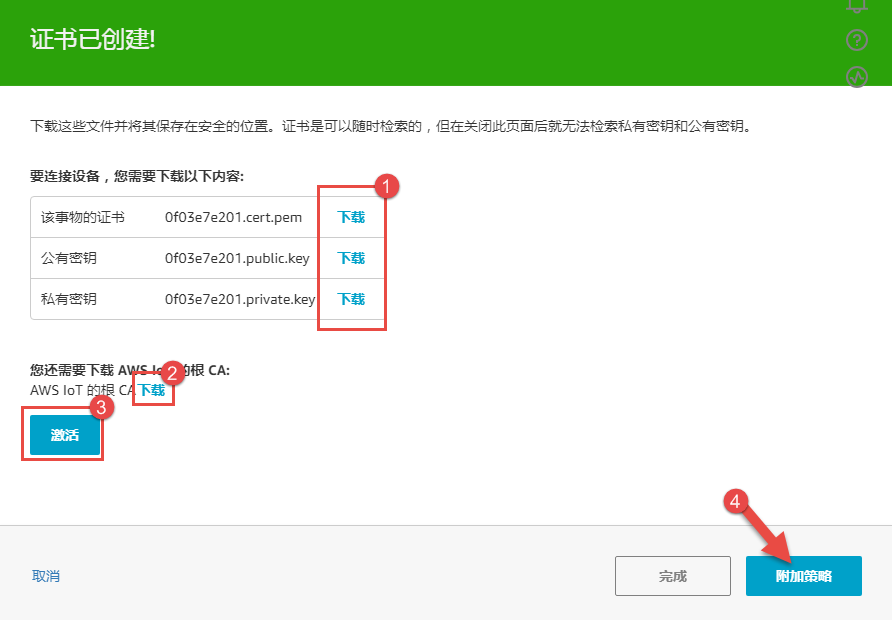 证书已创建!
下载这些文件并将其保存在安全的位置。证书是可以随时检索的，但在关闭此页面后就无法检索私有密钥和公有密钥。
要连接设备，您需要下载以下内容:
1
该事物的证书 0f03e7e201.cert.pem 下载
公有密钥 0f03e7e201.public.key 下载
私有密钥 0f03e7e201.private.key 下载
您还需要下载 AWS IoT 的根 CA:
2
AWS IoT 的根 CA 下载
3
激活
4
取消 完成 附加策略